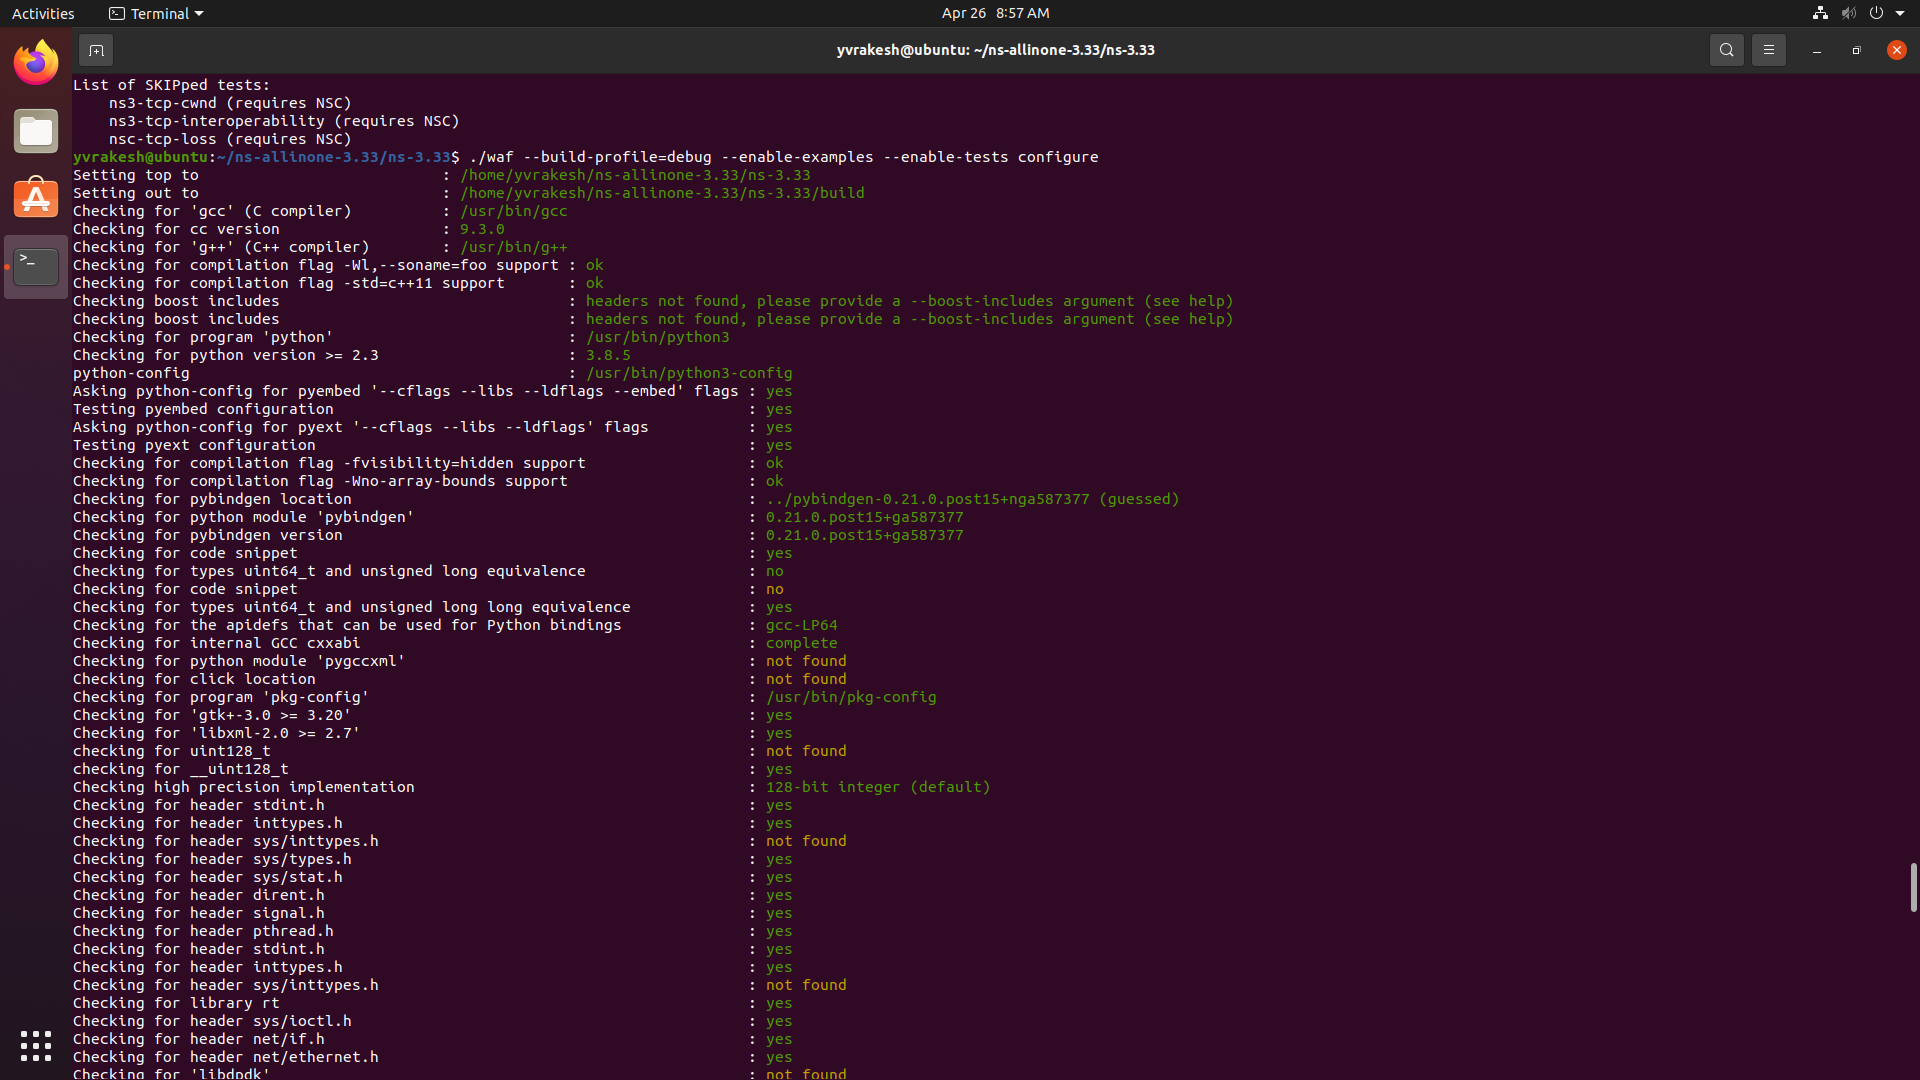 Activities Terminal Apr 26 8:57 AM
yvrakesh@ubuntu: ~/ns-allinone-3.33/ns-3.33
List of SKIPped tests:
    ns3-tcp-cwnd (requires NSC)
    ns3-tcp-interoperability (requires NSC)
    nsc-tcp-loss (requires NSC)
yvrakesh@ubuntu:~/ns-allinone-3.33/ns-3.33$ ./waf --build-profile=debug --enable-examples --enable-tests configure
Setting top to : /home/yvrakesh/ns-allinone-3.33/ns-3.33
Setting out to : /home/yvrakesh/ns-allinone-3.33/ns-3.33/build
Checking for 'gcc' (C compiler) : /usr/bin/gcc
Checking for cc version : 9.3.0
Checking for 'g++' (C++ compiler) : /usr/bin/g++
Checking for compilation flag -Wl,--soname=foo support : ok
Checking for compilation flag -std=c++11 support : ok
Checking boost includes : headers not found, please provide a --boost-includes argument (see help)
Checking boost includes : headers not found, please provide a --boost-includes argument (see help)
Checking for program 'python' : /usr/bin/python3
Checking for python version >= 2.3 : 3.8.5
python-config : /usr/bin/python3-config
Asking python-config for pyembed '--cflags --libs --ldflags --embed' flags : yes
Testing pyembed configuration : yes
Asking python-config for pyext '--cflags --libs --ldflags' flags : yes
Testing pyext configuration : yes
Checking for compilation flag -fvisibility=hidden support : ok
Checking for compilation flag -Wno-array-bounds support : ok
Checking for pybindgen location : ../pybindgen-0.21.0.post15+nga587377 (guessed)
Checking for python module 'pybindgen' : 0.21.0.post15+ga587377
Checking for pybindgen version : 0.21.0.post15+ga587377
Checking for code snippet : yes
Checking for types uint64_t and unsigned long equivalence : no
Checking for code snippet : no
Checking for types uint64_t and unsigned long long equivalence : yes
Checking for the apidefs that can be used for Python bindings : gcc-LP64
Checking for internal GCC cxxabi : complete
Checking for python module 'pygccxml' : not found
Checking for click location : not found
Checking for program 'pkg-config' : /usr/bin/pkg-config
Checking for 'gtk+-3.0 >= 3.20' : yes
Checking for 'libxml-2.0 >= 2.7' : yes
checking for uint128_t : not found
checking for __uint128_t : yes
Checking high precision implementation : 128-bit integer (default)
Checking for header stdint.h : yes
Checking for header inttypes.h : yes
Checking for header sys/inttypes.h : not found
Checking for header sys/types.h : yes
Checking for header sys/stat.h : yes
Checking for header dirent.h : yes
Checking for header signal.h : yes
Checking for header pthread.h : yes
Checking for header stdint.h : yes
Checking for header inttypes.h : yes
Checking for header sys/inttypes.h : not found
Checking for library rt : yes
Checking for header sys/ioctl.h : yes
Checking for header net/if.h : yes
Checking for header net/ethernet.h : yes
Checking for 'libdpdk' : not found